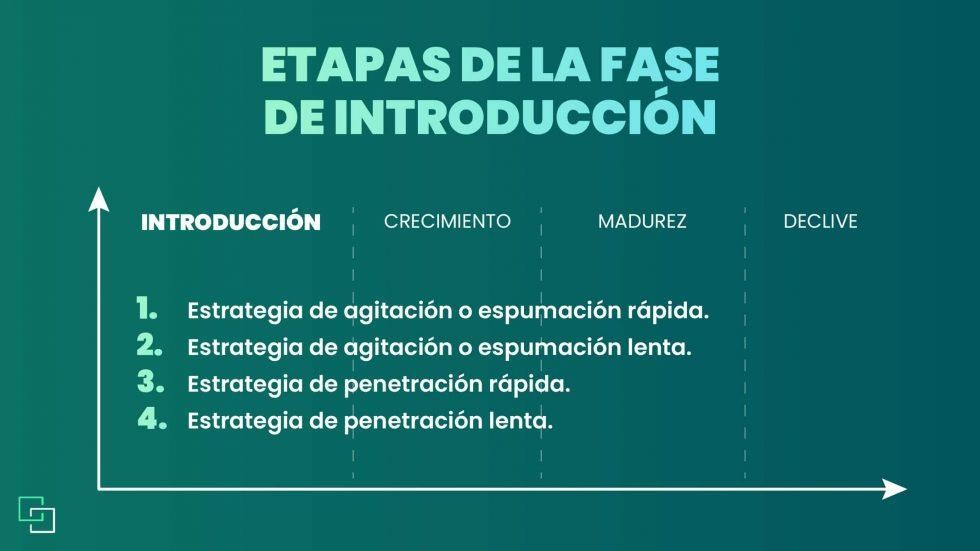 ETAPAS DE LA FASE
DE INTRODUCCIÓN
INTRODUCCIÓN
CRECIMIENTO
MADUREZ
DECLIVE
1. Estrategia de agitación o espumación rápida.
2. Estrategia de agitación o espumación lenta.
3. Estrategia de penetración rápida.
4. Estrategia de penetración lenta.